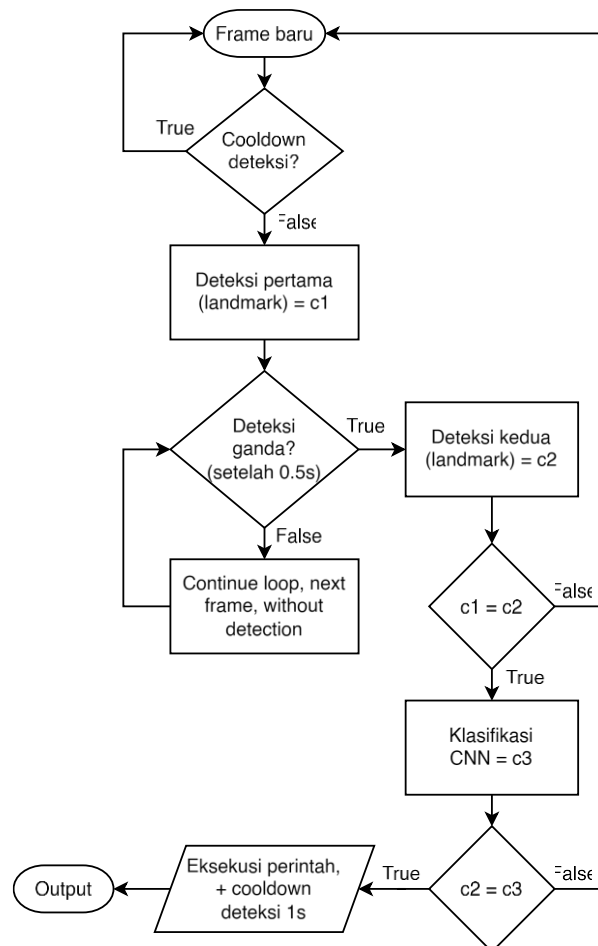 Frame baru
Cooldown
deteksi?
True
False
Deteksi pertama
(landmark) = c1
Deteksi
ganda?
(setelah 0.5s)
True
False
Continue loop, next
frame, without
detection
Deteksi kedua
(landmark) = c2
c1 = c2
False
True
Klasifikasi
CNN = c3
c2 = c3
False
True
Eksekusi perintah,
+ cooldown
deteksi 1s
Output